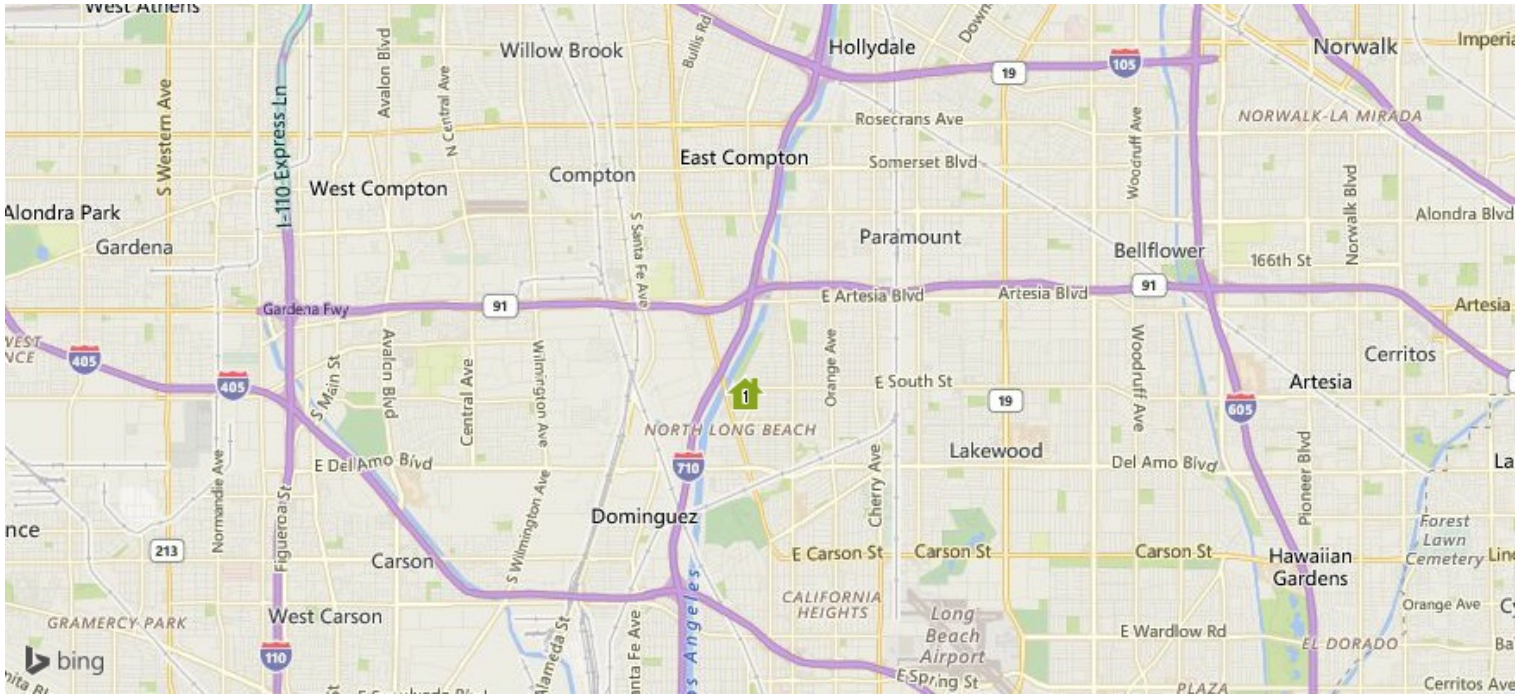 West Athens
Willow Brook
Bullis Rd
Hollydale
19
105
Norwalk
S Western Ave
I-110 Express Ln
Avalon Blvd
N Central Ave
Rosecrans Ave
Woodruff Ave
NORWALK-LA MIRADA
East Compton
Somerset Blvd
West Compton
Compton
Norwalk Blvd
Alondra Park
Alondra Blvd
Gardena
S Santa Fe Ave
Paramount
Bellflower
166th St
Gardena Fwy
91
E Artesia Blvd
Artesia Blvd
91
Artesia
405
405
S Main St
Avalon Blvd
Central Ave
Wilmington Ave
1
Orange Ave
E South St
19
Woodruff Ave
605
Artesia
Cerritos
NORTH LONG BEACH
Lakewood
Normandie Ave
E Del Amo Blvd
710
Cherry Ave
Del Amo Blvd
Pioneer Blvd
Figueroa St
S Wilmington Ave
Dominguez
213
Carson
E Carson St
Carson St
Carson St
Hawaiian
Gardens
Forest
Lawn
Cemetery
West Carson
GRAMERCY PARK
CALIFORNIA
HEIGHTS
Long
Beach
Airport
E Wardlow Rd
Orange Ave
EL DORADO
bing
110
Alameda St
E Spring St
PLAZA
Cerritos Ave